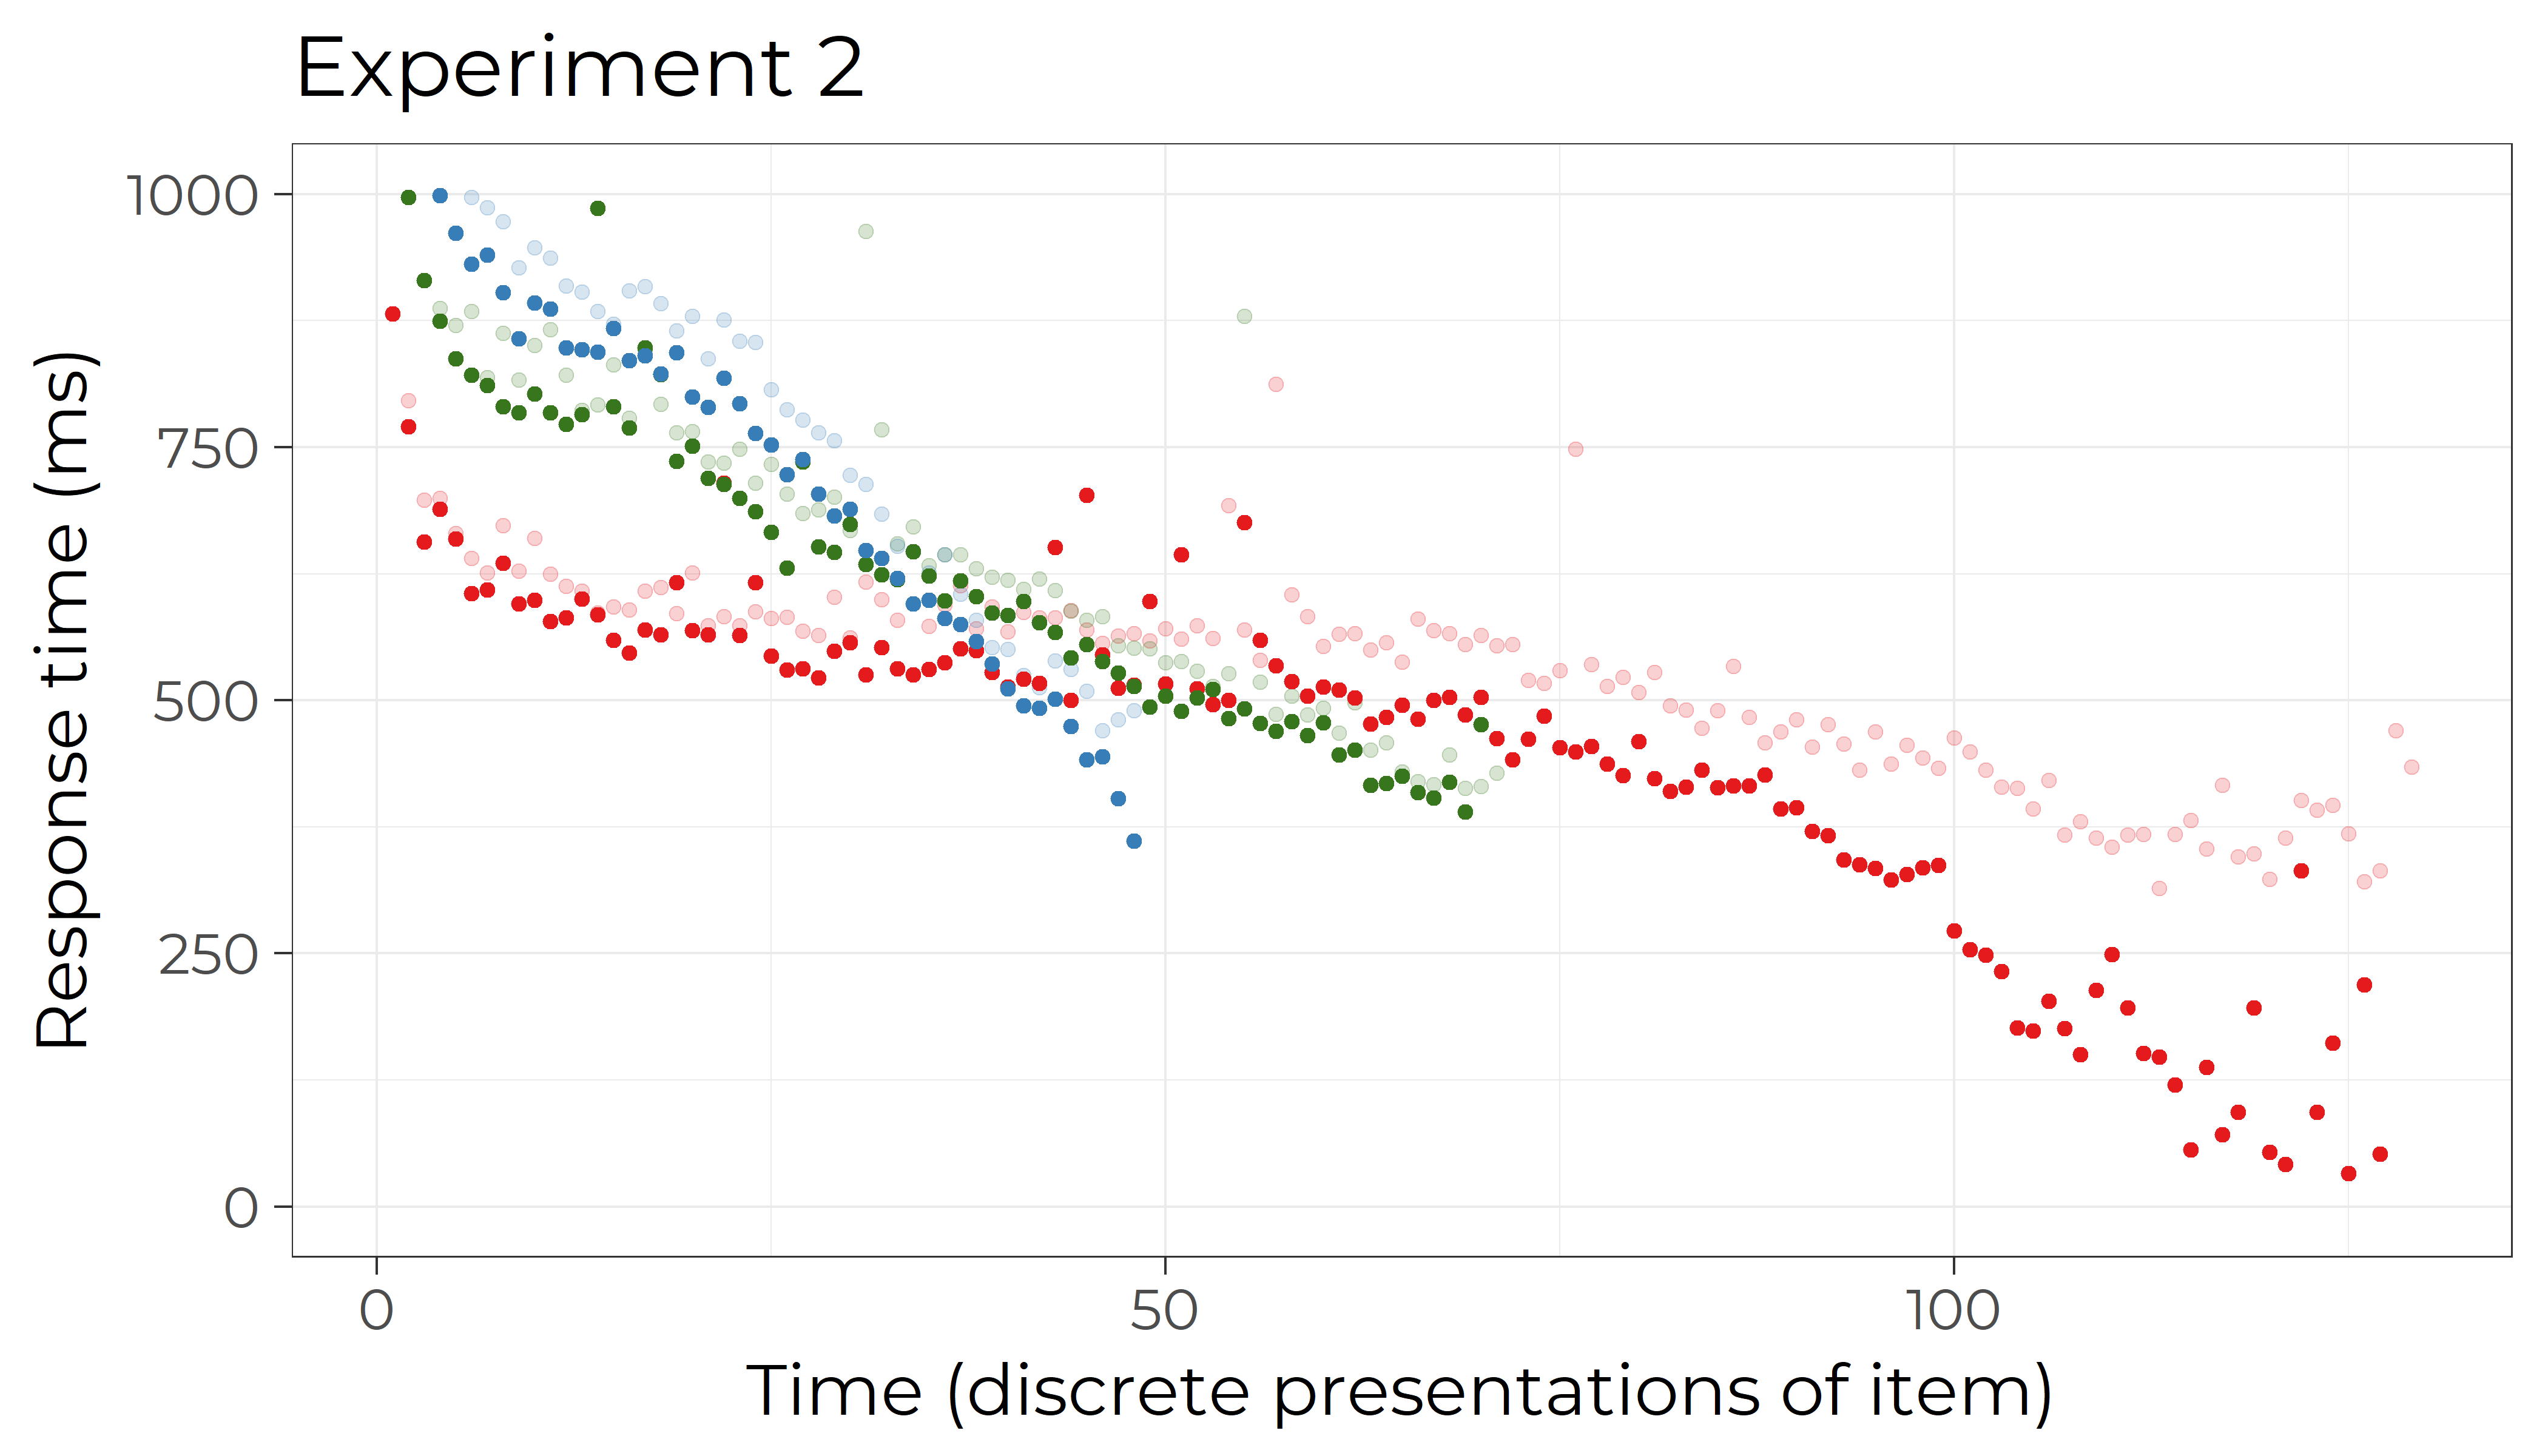 Experiment 2
Response time (ms)
1000
750
500
250
0
0 50 100
Time (discrete presentations of item)